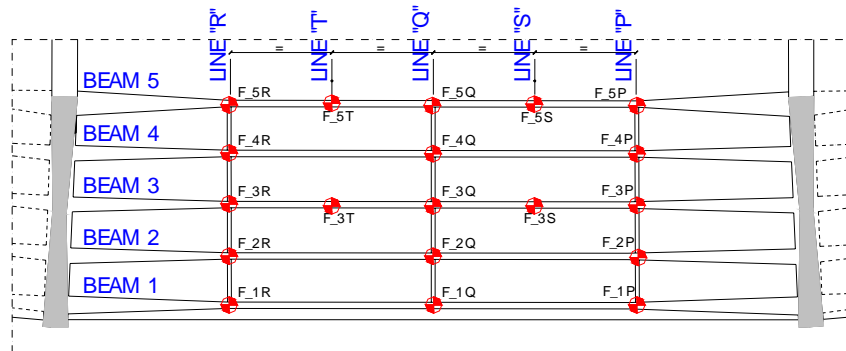 LINE "R"
LINE "T"
LINE "Q"
LINE "S"
LINE "P"
= = = =
BEAM 5
F_5R
F_5T
F_5Q
F_5S
F_5P
BEAM 4
F_4R
F_4Q
F_4P
BEAM 3
F_3R
F_3T
F_3Q
F_3S
F_3P
BEAM 2
F_2R
F_2Q
F_2P
BEAM 1
F_1R
F_1Q
F_1P